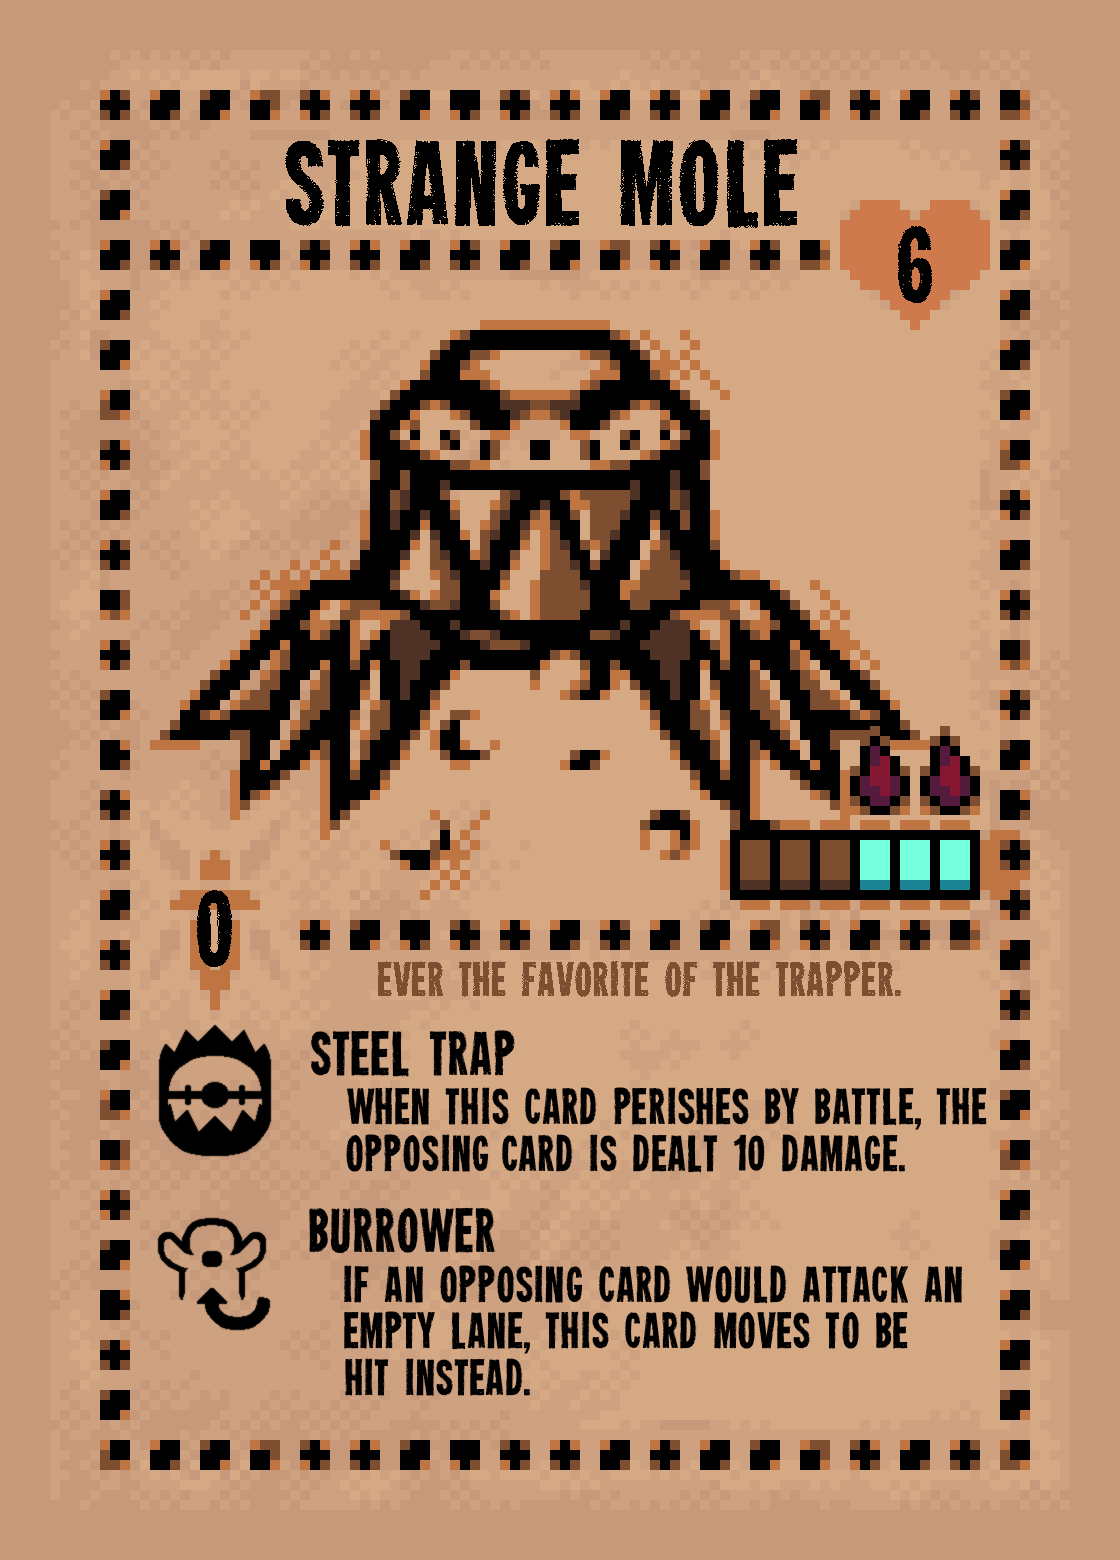 STRANGE MOLE
6
0
EVER THE FAVORITE OF THE TRAPPER.
STEEL TRAP
WHEN THIS CARD PERISHES BY BATTLE, THE
OPPOSING CARD IS DEALT 10 DAMAGE.
BURROWER
IF AN OPPOSING CARD WOULD ATTACK AN
EMPTY LANE, THIS CARD MOVES TO BE
HIT INSTEAD.